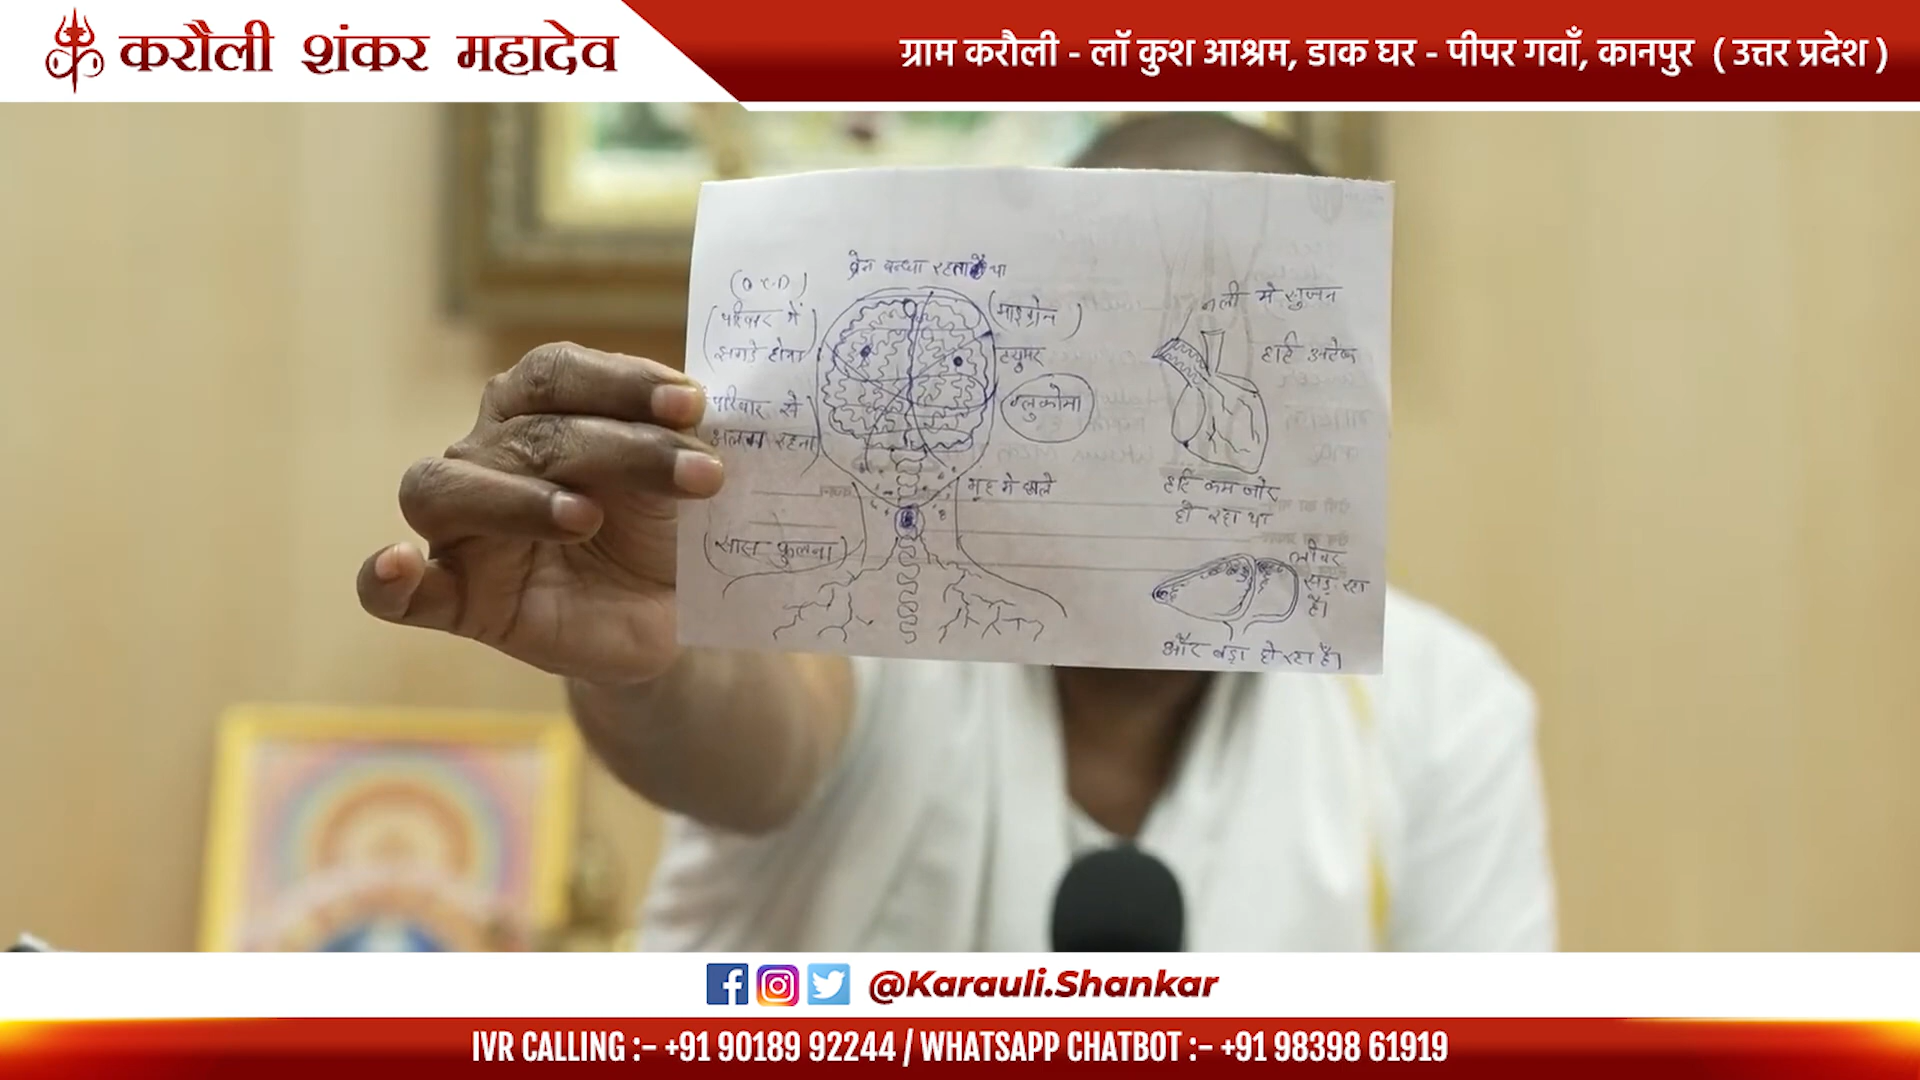 करौली शंकर महादेव
ग्राम करौली - लॉ कुश आश्रम, डाक घर - पीपर गवाँ, कानपुर ( उत्तर प्रदेश )
ब्रेन बन्धा रहता है था
(O C D)
(परिवार में
झगड़े होना)
परिवार से
अलग रहना
(सास फुलना)
(माइग्रेन)
ट्युमर
ग्लुकोमा
मुह मे छाले
नली मे सुजन
हार्ट अटेक
हार्ट कमजोर
हो रहा था
लीवर
सड़ रहा
है।
और बड़ा हो रहा है।
@Karauli.Shankar
IVR CALLING :- +91 90189 92244 / WHATSAPP CHATBOT :- +91 98398 61919